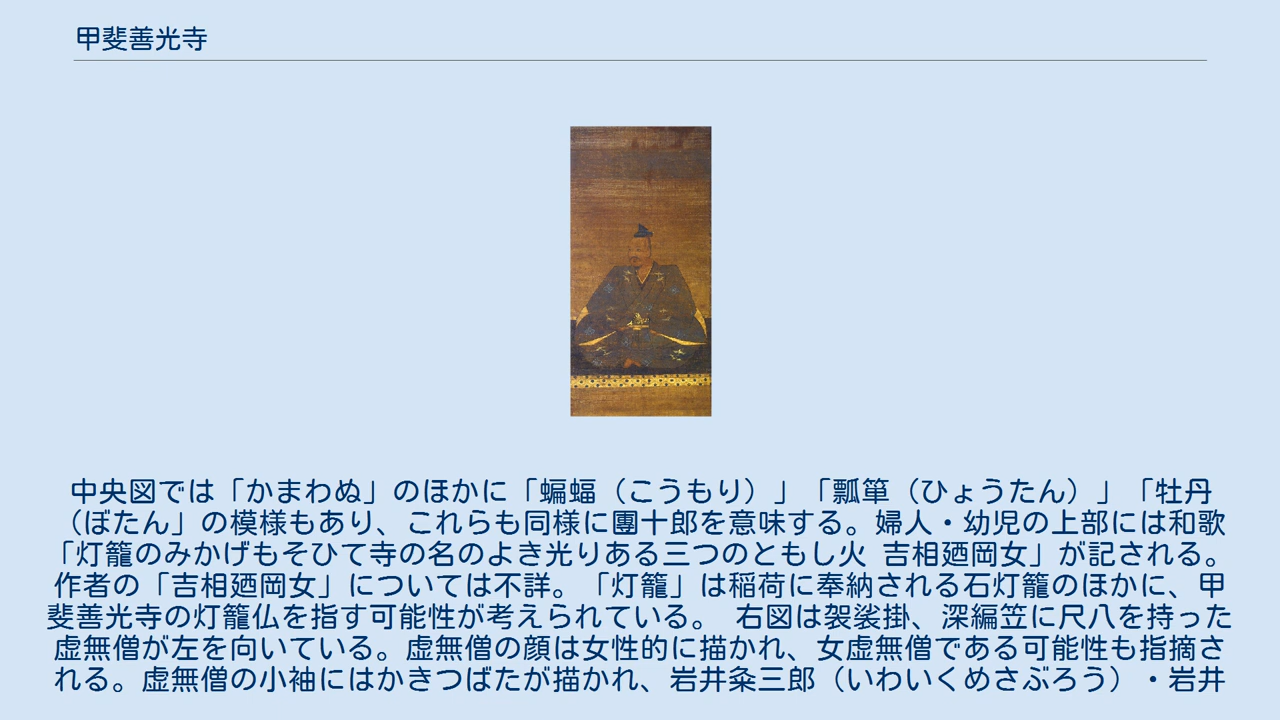 甲斐善光寺
中央図では「かまわぬ」のほかに「蝙蝠（こうもり）」「瓢箪（ひょうたん）」「牡丹
（ぼたん」の模様もあり、これらも同様に團十郎を意味する。婦人・幼児の上部には和歌
「灯籠のみかげもそひて寺の名のよき光りある三つのともし火 吉相廼岡女」が記される。
作者の「吉相廼岡女」については不詳。「灯籠」は稲荷に奉納される石灯籠のほかに、甲
斐善光寺の灯籠仏を指す可能性が考えられている。 右図は袈裟掛、深編笠に尺八を持った
虚無僧が左を向いている。虚無僧の顔は女性的に描かれ、女虚無僧である可能性も指摘さ
れる。虚無僧の小袖にはかきつばたが描かれ、岩井粂三郎（いわいくめさぶろう）・岩井